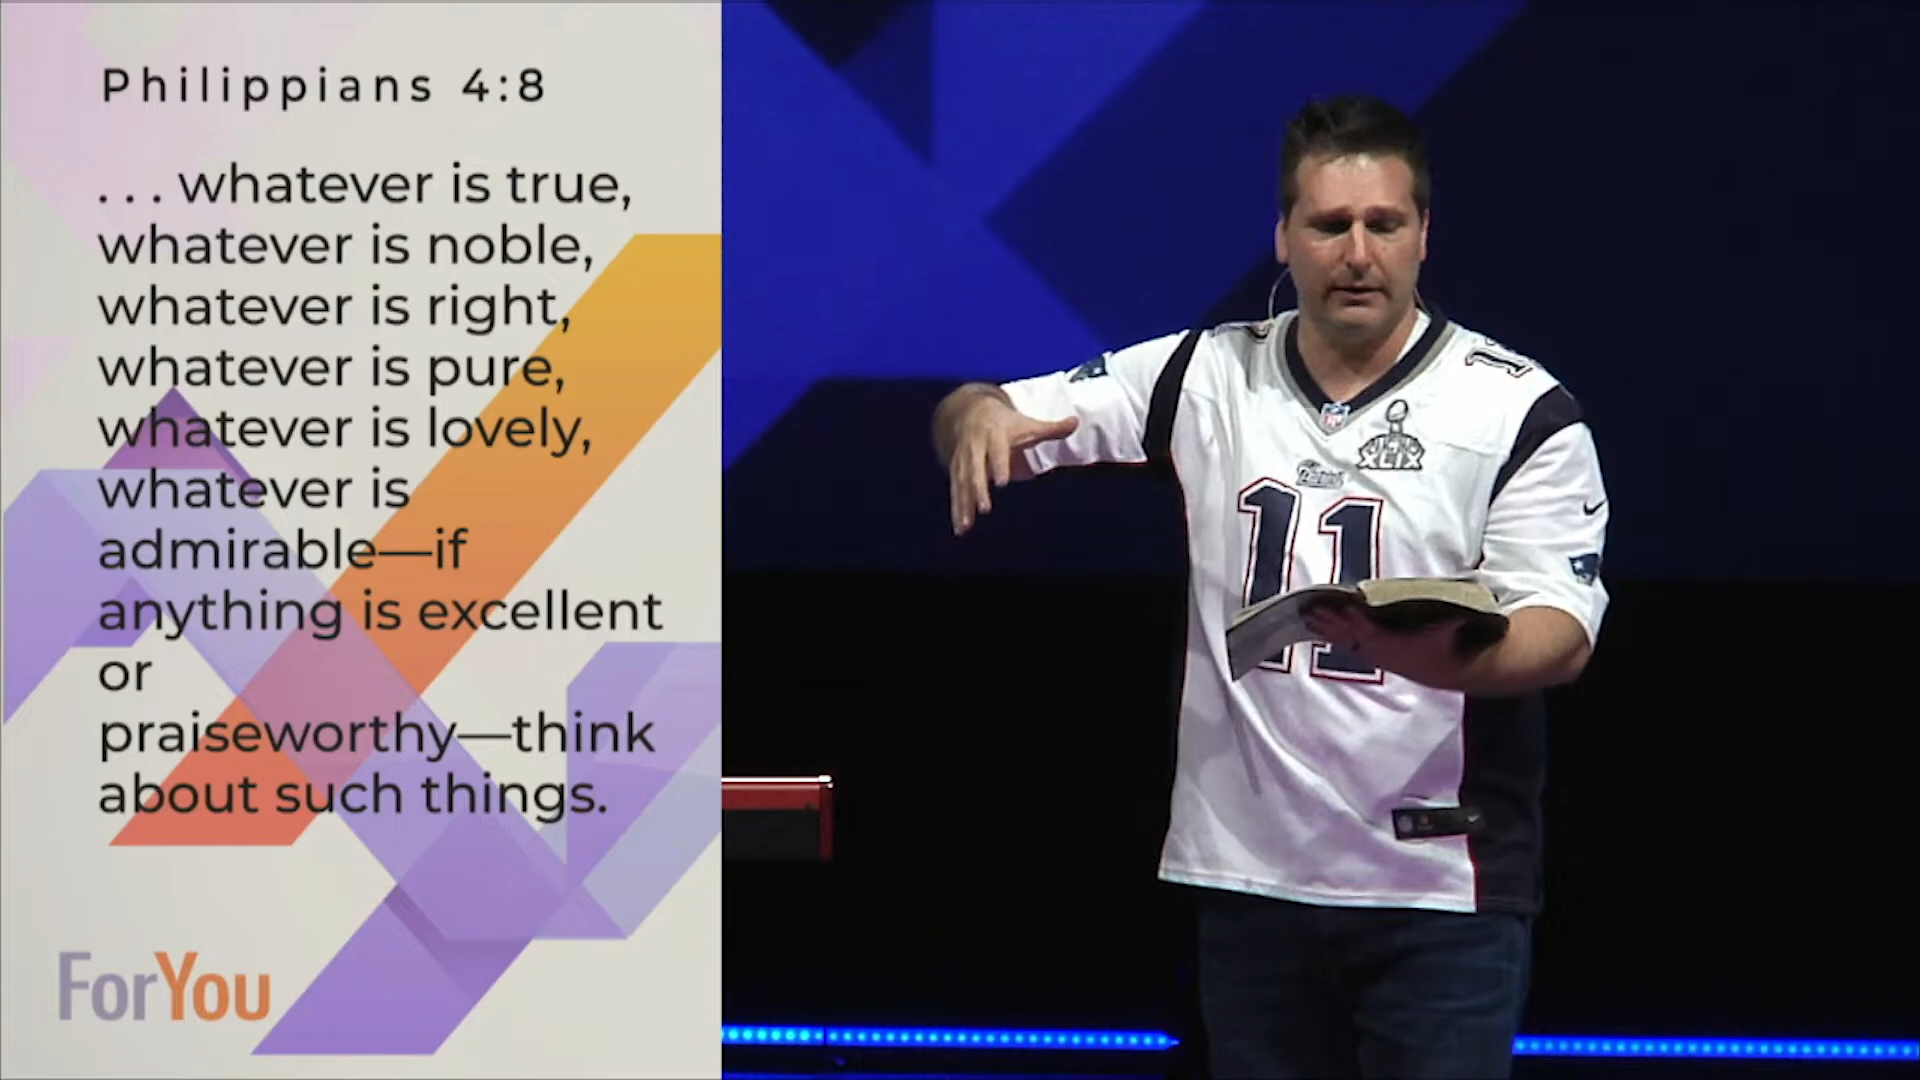 Philippians 4:8
. . . whatever is true,
whatever is noble,
whatever is right,
whatever is pure,
whatever is lovely,
whatever is
admirable—if
anything is excellent
or
praiseworthy—think
about such things.
ForYou
XLIX
Patriots
11